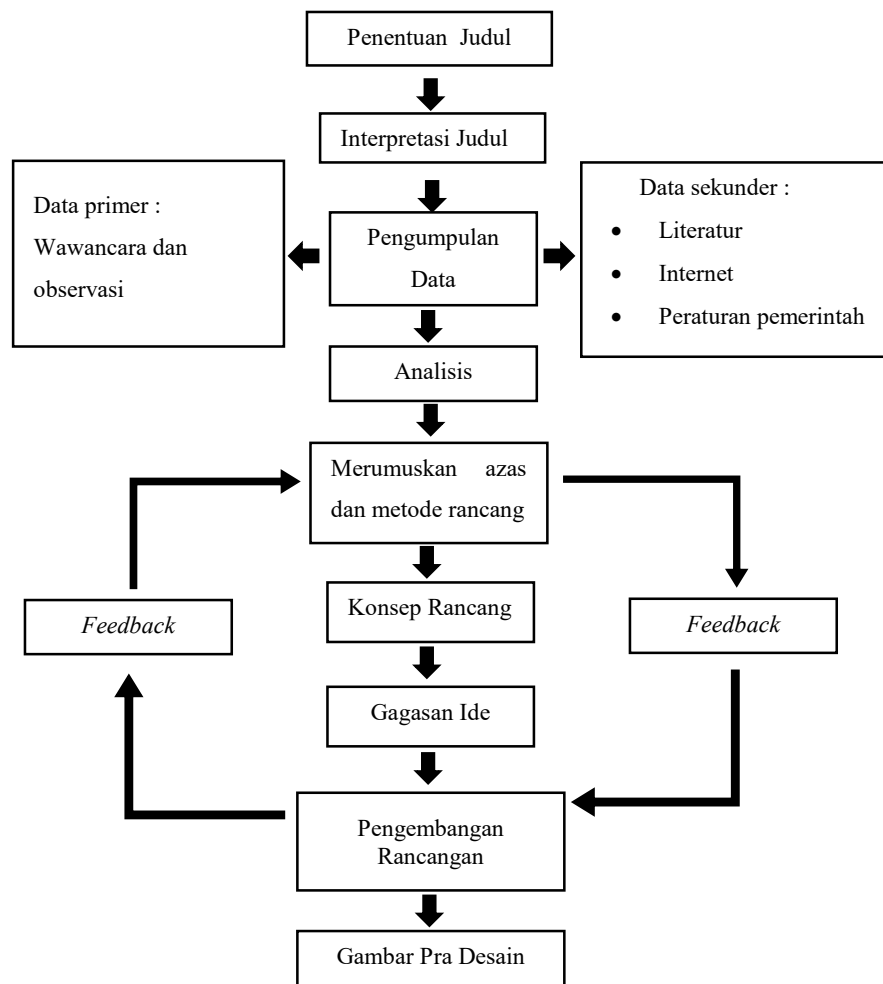 Penentuan Judul
Interpretasi Judul
Data primer :
Wawancara dan
observasi
Pengumpulan
Data
Data sekunder :
• Literatur
• Internet
• Peraturan pemerintah
Analisis
Merumuskan azas
dan metode rancang
Konsep Rancang
Feedback
Feedback
Gagasan Ide
Pengembangan
Rancangan
Gambar Pra Desain